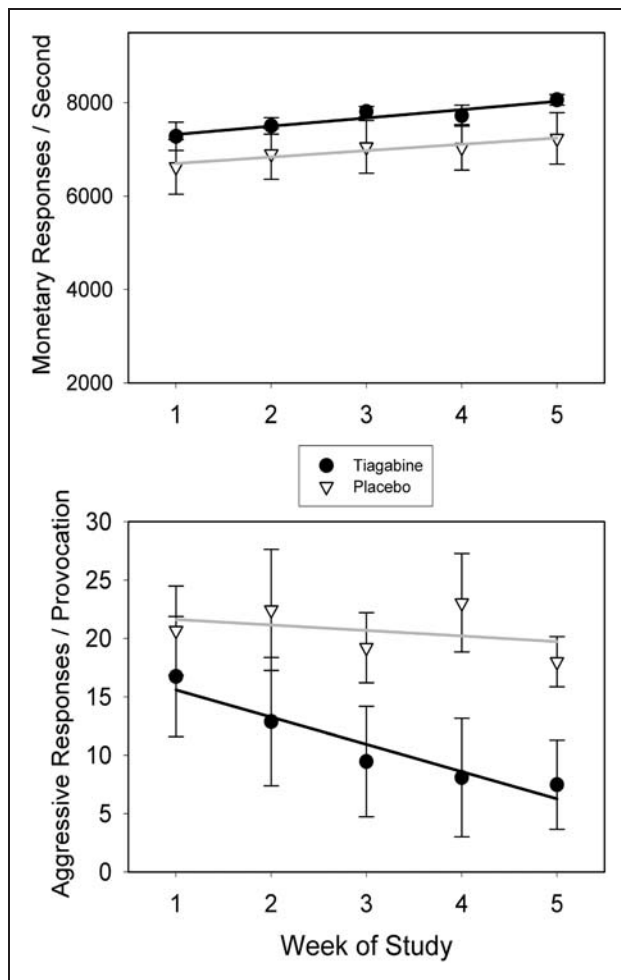 Monetary Responses / Second
8000
6000
4000
2000
1 2 3 4 5
Tiagabine
Placebo
Aggressive Responses / Provocation
30
25
20
15
10
5
0
1 2 3 4 5
Week of Study